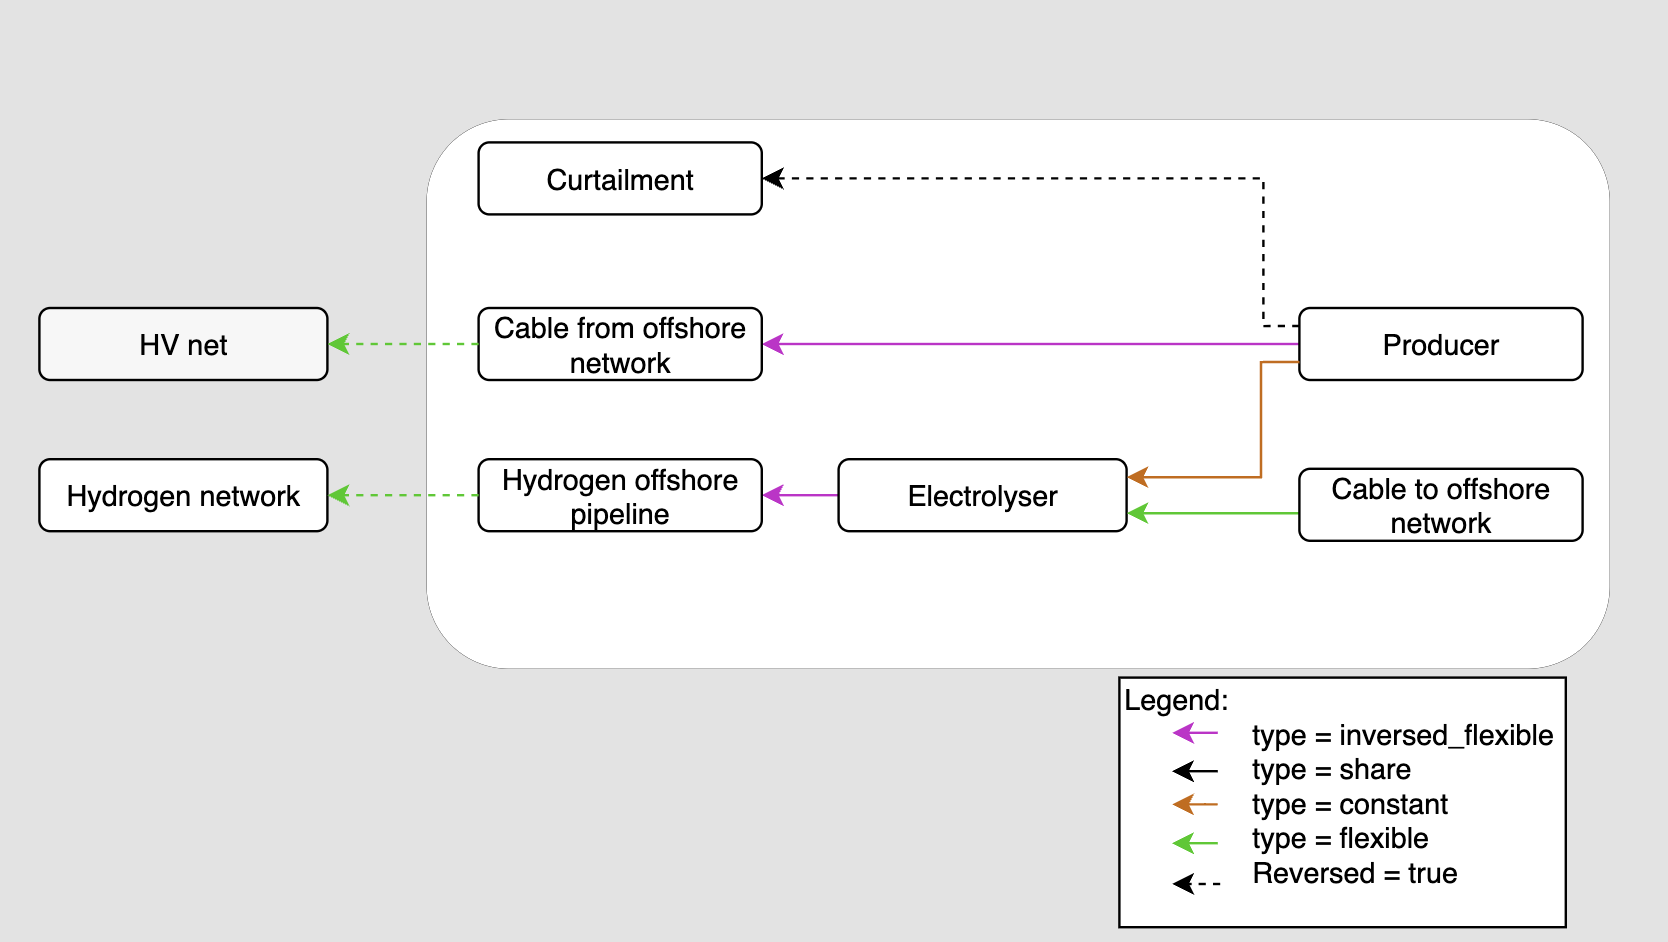 Curtailment
HV net
Cable from offshore
network
Producer
Hydrogen network
Hydrogen offshore
pipeline
Electrolyser
Cable to offshore
network
Legend:
type = inversed_flexible
type = share
type = constant
type = flexible
Reversed = true